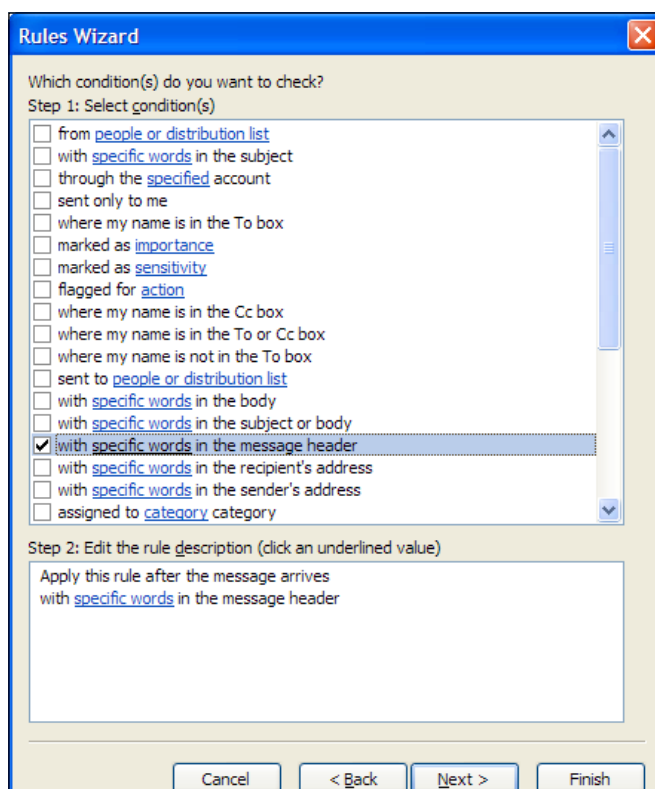 Rules Wizard
Which condition(s) do you want to check?
Step 1: Select condition(s)
from people or distribution list
with specific words in the subject
through the specified account
sent only to me
where my name is in the To box
marked as importance
marked as sensitivity
flagged for action
where my name is in the Cc box
where my name is in the To or Cc box
where my name is not in the To box
sent to people or distribution list
with specific words in the body
with specific words in the subject or body
with specific words in the message header
with specific words in the recipient's address
with specific words in the sender's address
assigned to category category
Step 2: Edit the rule description (click an underlined value)
Apply this rule after the message arrives
with specific words in the message header
Cancel < Back Next > Finish